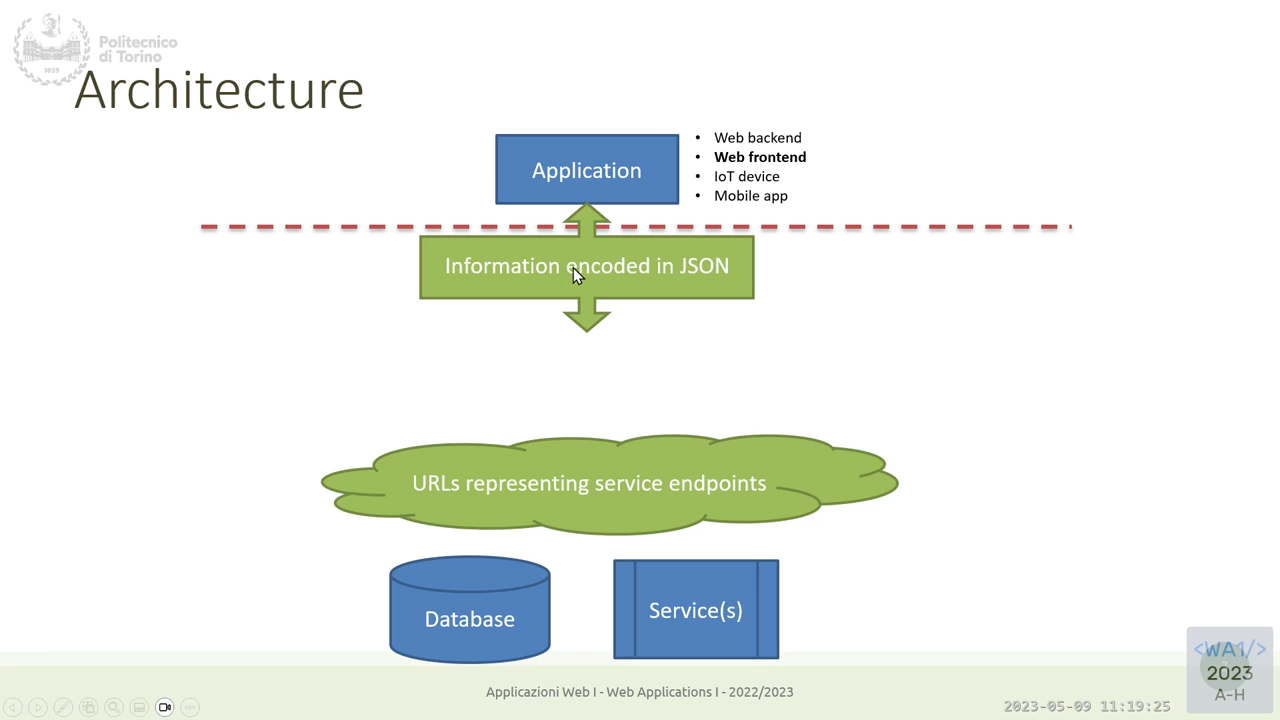 Politecnico
di Torino
1859
Architecture
Application
• Web backend
• Web frontend
• IoT device
• Mobile app
Information encoded in JSON
URLs representing service endpoints
Database
Service(s)
<WA1/>
2023
A-H
Applicazioni Web I - Web Applications I - 2022/2023
2023-05-09 11:19:25